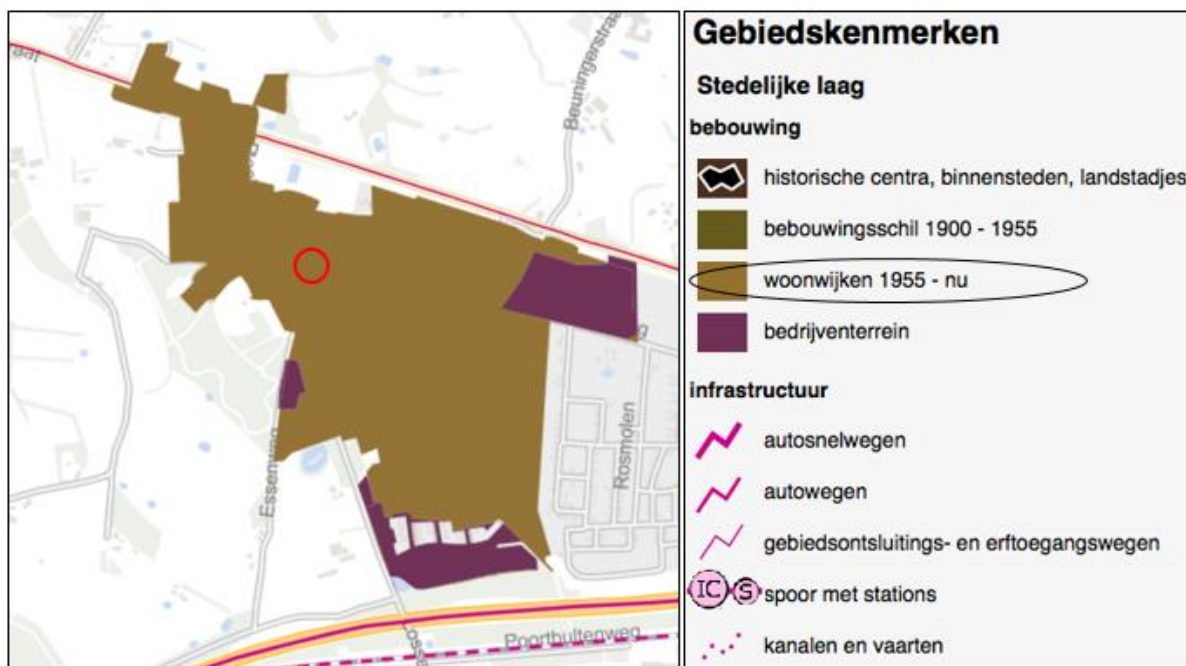 Gebiedskenmerken
Stedelijke laag
bebouwing
historische centra, binnensteden, landstadjes
bebouwingsschil 1900 - 1955
woonwijken 1955 - nu
bedrijventerrein
infrastructuur
autosnelwegen
autowegen
gebiedsontsluitings- en erftoegangswegen
IC S spoor met stations
kanalen en vaarten
Beuningerstraa
Essenweg
Rosmolen
Poortbultenweg